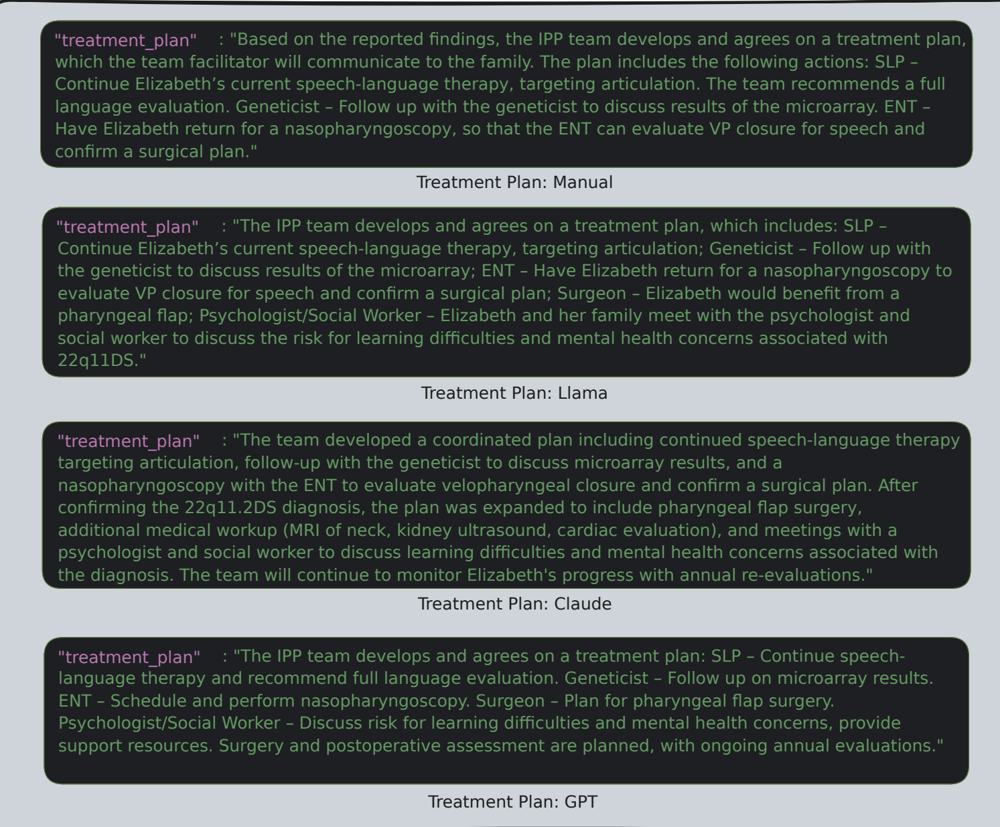 "treatment_plan" : "Based on the reported findings, the IPP team develops and agrees on a treatment plan,
which the team facilitator will communicate to the family. The plan includes the following actions: SLP –
Continue Elizabeth’s current speech-language therapy, targeting articulation. The team recommends a full
language evaluation. Geneticist – Follow up with the geneticist to discuss results of the microarray. ENT –
Have Elizabeth return for a nasopharyngoscopy, so that the ENT can evaluate VP closure for speech and
confirm a surgical plan."
Treatment Plan: Manual
"treatment_plan" : "The IPP team develops and agrees on a treatment plan, which includes: SLP –
Continue Elizabeth’s current speech-language therapy, targeting articulation; Geneticist – Follow up with
the geneticist to discuss results of the microarray; ENT – Have Elizabeth return for a nasopharyngoscopy to
evaluate VP closure for speech and confirm a surgical plan; Surgeon – Elizabeth would benefit from a
pharyngeal flap; Psychologist/Social Worker – Elizabeth and her family meet with the psychologist and
social worker to discuss the risk for learning difficulties and mental health concerns associated with
22q11DS."
Treatment Plan: Llama
"treatment_plan" : "The team developed a coordinated plan including continued speech-language therapy
targeting articulation, follow-up with the geneticist to discuss microarray results, and a
nasopharyngoscopy with the ENT to evaluate velopharyngeal closure and confirm a surgical plan. After
confirming the 22q11.2DS diagnosis, the plan was expanded to include pharyngeal flap surgery,
additional medical workup (MRI of neck, kidney ultrasound, cardiac evaluation), and meetings with a
psychologist and social worker to discuss learning difficulties and mental health concerns associated with
the diagnosis. The team will continue to monitor Elizabeth's progress with annual re-evaluations."
Treatment Plan: Claude
"treatment_plan" : "The IPP team develops and agrees on a treatment plan: SLP – Continue speech-
language therapy and recommend full language evaluation. Geneticist – Follow up on microarray results.
ENT – Schedule and perform nasopharyngoscopy. Surgeon – Plan for pharyngeal flap surgery.
Psychologist/Social Worker – Discuss risk for learning difficulties and mental health concerns, provide
support resources. Surgery and postoperative assessment are planned, with ongoing annual evaluations."
Treatment Plan: GPT